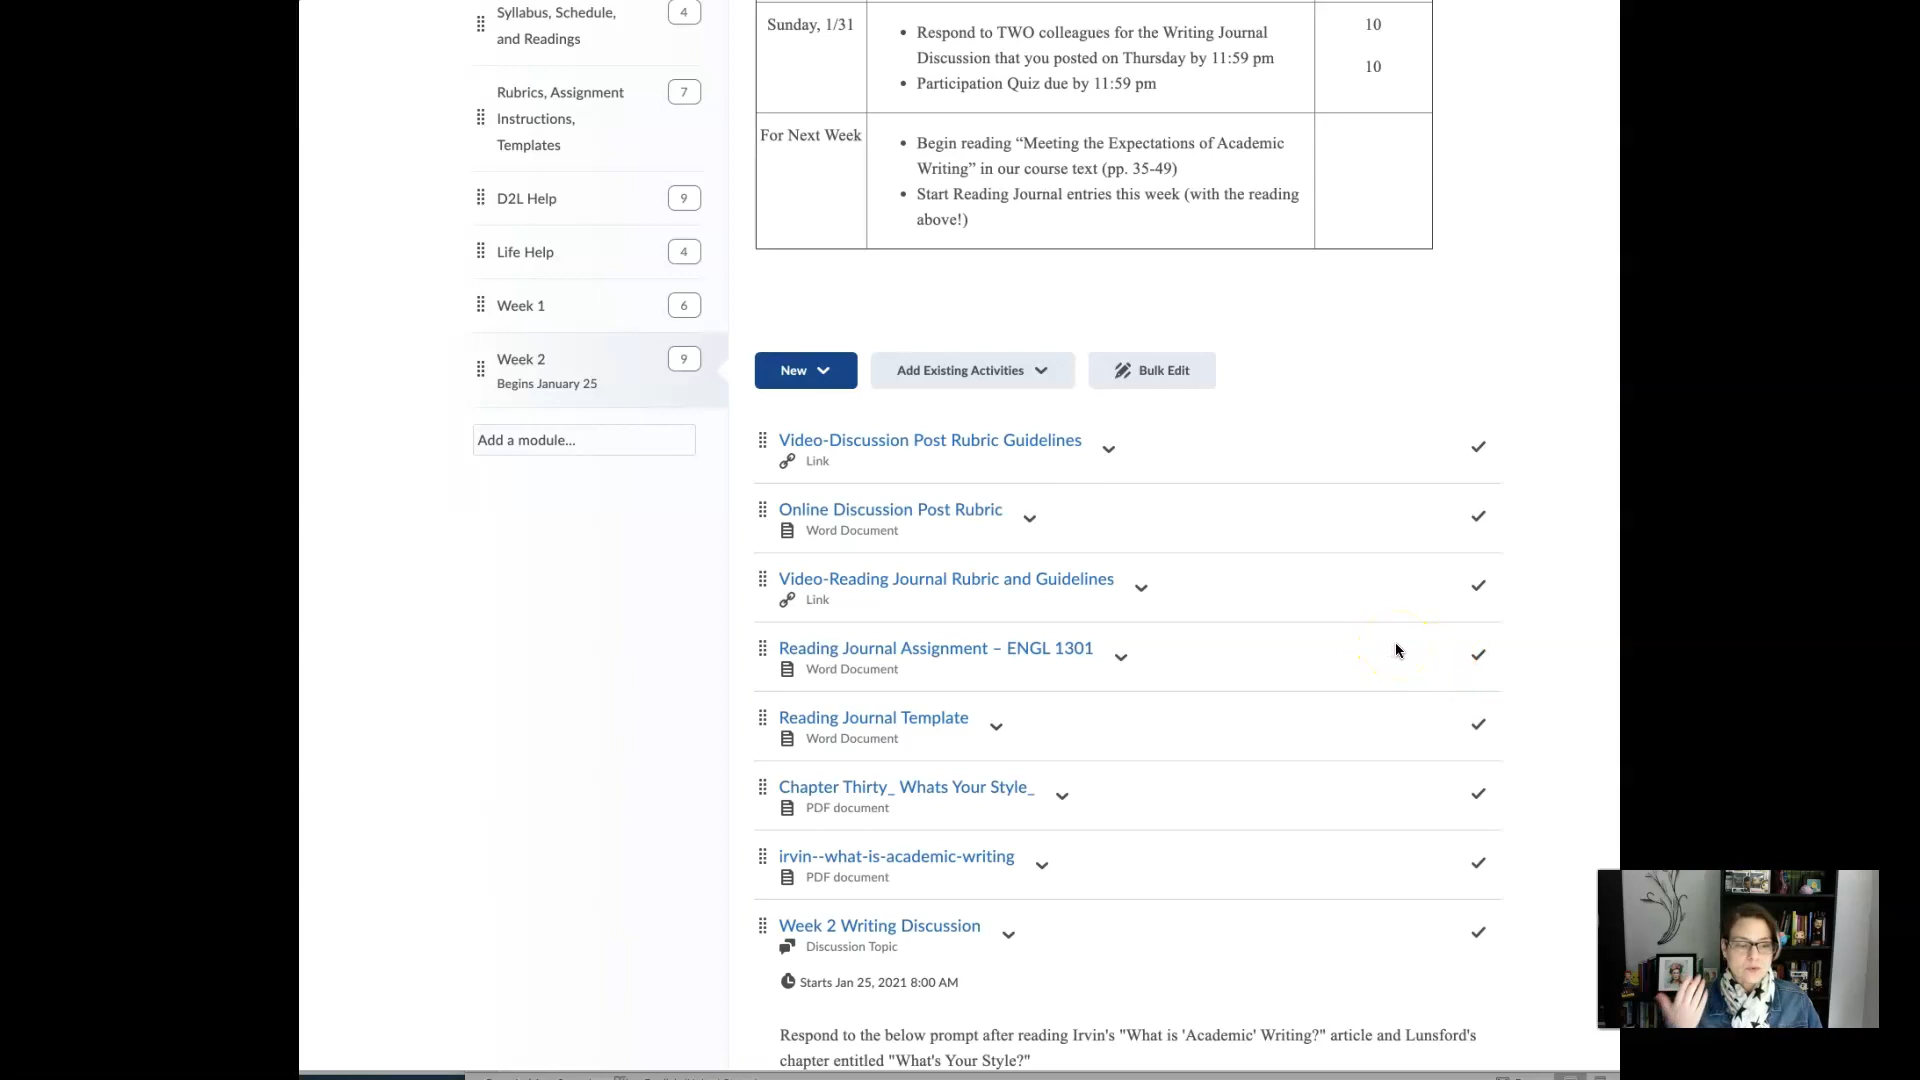 Syllabus, Schedule,
and Readings
4
Rubrics, Assignment
Instructions,
Templates
7
D2L Help
9
Life Help
4
Week 1
6
Week 2
9
Begins January 25
Add a module...
Sunday, 1/31
• Respond to TWO colleagues for the Writing Journal
Discussion that you posted on Thursday by 11:59 pm
• Participation Quiz due by 11:59 pm
10
10
For Next Week
• Begin reading “Meeting the Expectations of Academic
Writing” in our course text (pp. 35-49)
• Start Reading Journal entries this week (with the reading
above!)
New
Add Existing Activities
Bulk Edit
Video-Discussion Post Rubric Guidelines
Link
Online Discussion Post Rubric
Word Document
Video-Reading Journal Rubric and Guidelines
Link
Reading Journal Assignment – ENGL 1301
Word Document
Reading Journal Template
Word Document
Chapter Thirty_ Whats Your Style_
PDF document
irvin--what-is-academic-writing
PDF document
Week 2 Writing Discussion
Discussion Topic
Starts Jan 25, 2021 8:00 AM
Respond to the below prompt after reading Irvin's "What is 'Academic' Writing?" article and Lunsford's
chapter entitled "What's Your Style?"